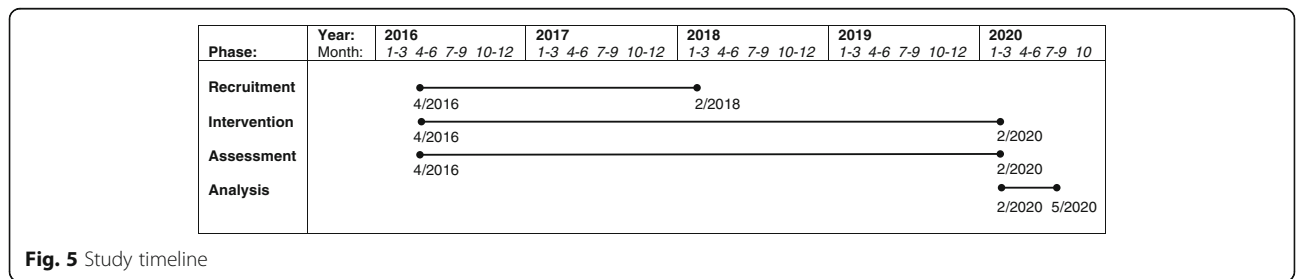 Year: 2016 2017 2018 2019 2020
Phase: Month: 1-3 4-6 7-9 10-12 1-3 4-6 7-9 10-12 1-3 4-6 7-9 10-12 1-3 4-6 7-9 10-12 1-3 4-6 7-9 10
Recruitment
4/2016 2/2018
Intervention
4/2016 2/2020
Assessment
4/2016 2/2020
Analysis
2/2020 5/2020
Fig. 5 Study timeline